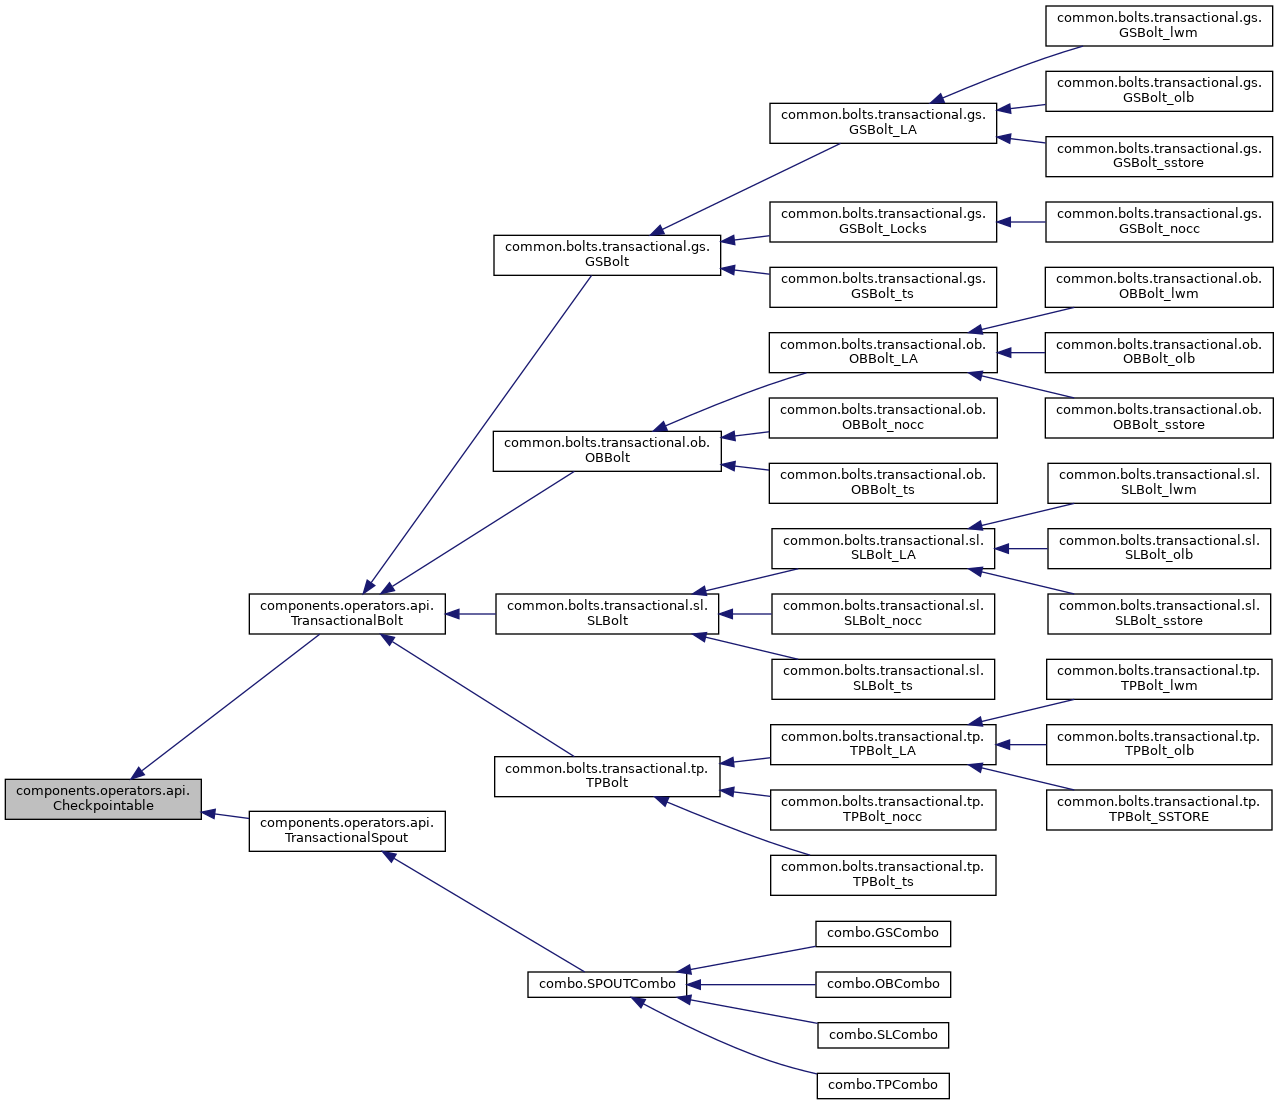 common.bolts.transactional.gs.
GSBolt_lwm
common.bolts.transactional.gs.
GSBolt_olb
common.bolts.transactional.gs.
GSBolt_LA
common.bolts.transactional.gs.
GSBolt_sstore
common.bolts.transactional.gs.
GSBolt_Locks
common.bolts.transactional.gs.
GSBolt_nocc
common.bolts.transactional.gs.
GSBolt
common.bolts.transactional.gs.
GSBolt_ts
common.bolts.transactional.ob.
OBBolt_lwm
common.bolts.transactional.ob.
OBBolt_LA
common.bolts.transactional.ob.
OBBolt_olb
common.bolts.transactional.ob.
OBBolt_nocc
common.bolts.transactional.ob.
OBBolt_sstore
common.bolts.transactional.ob.
OBBolt
common.bolts.transactional.ob.
OBBolt_ts
common.bolts.transactional.sl.
SLBolt_lwm
common.bolts.transactional.sl.
SLBolt_LA
common.bolts.transactional.sl.
SLBolt_olb
components.operators.api.
TransactionalBolt
common.bolts.transactional.sl.
SLBolt
common.bolts.transactional.sl.
SLBolt_nocc
common.bolts.transactional.sl.
SLBolt_sstore
common.bolts.transactional.sl.
SLBolt_ts
common.bolts.transactional.tp.
TPBolt_lwm
common.bolts.transactional.tp.
TPBolt_LA
common.bolts.transactional.tp.
TPBolt_olb
common.bolts.transactional.tp.
TPBolt
components.operators.api.
Checkpointable
common.bolts.transactional.tp.
TPBolt_nocc
common.bolts.transactional.tp.
TPBolt_SSTORE
components.operators.api.
TransactionalSpout
common.bolts.transactional.tp.
TPBolt_ts
combo.GSCombo
combo.SPOUTCombo
combo.OBCombo
combo.SLCombo
combo.TPCombo